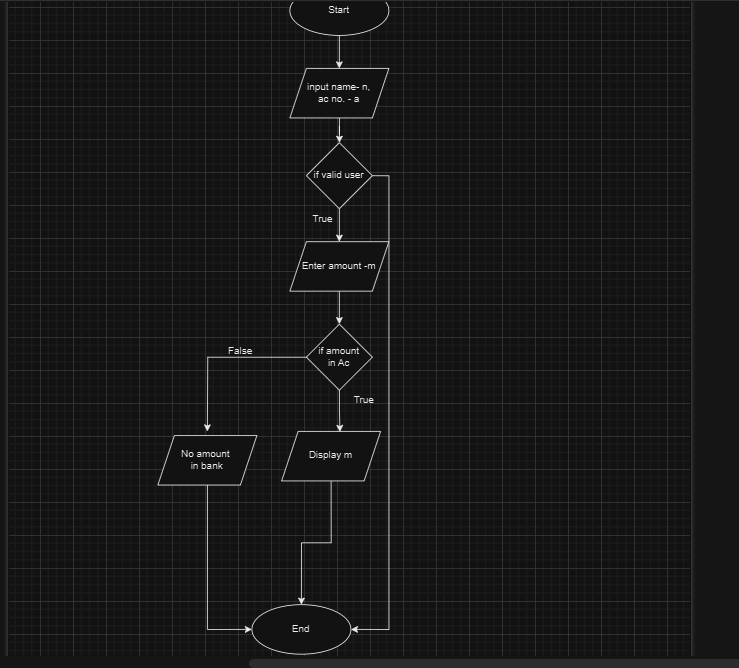 Start
input name- n,
ac no. - a
if valid user
True
Enter amount -m
False
if amount
in Ac
True
No amount
in bank
Display m
End